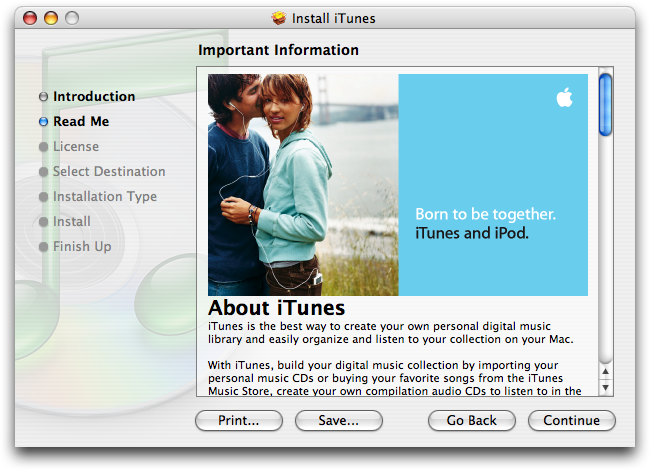 Install iTunes
Important Information
Introduction
Read Me
License
Select Destination
Installation Type
Install
Finish Up
Born to be together.
iTunes and iPod.
About iTunes
iTunes is the best way to create your own personal digital music
library and easily organize and listen to your collection on your Mac.
With iTunes, build your digital music collection by importing your
personal music CDs or buying your favorite songs from the iTunes
Music Store, create your own compilation audio CDs to listen to in the
Print...
Save...
Go Back
Continue